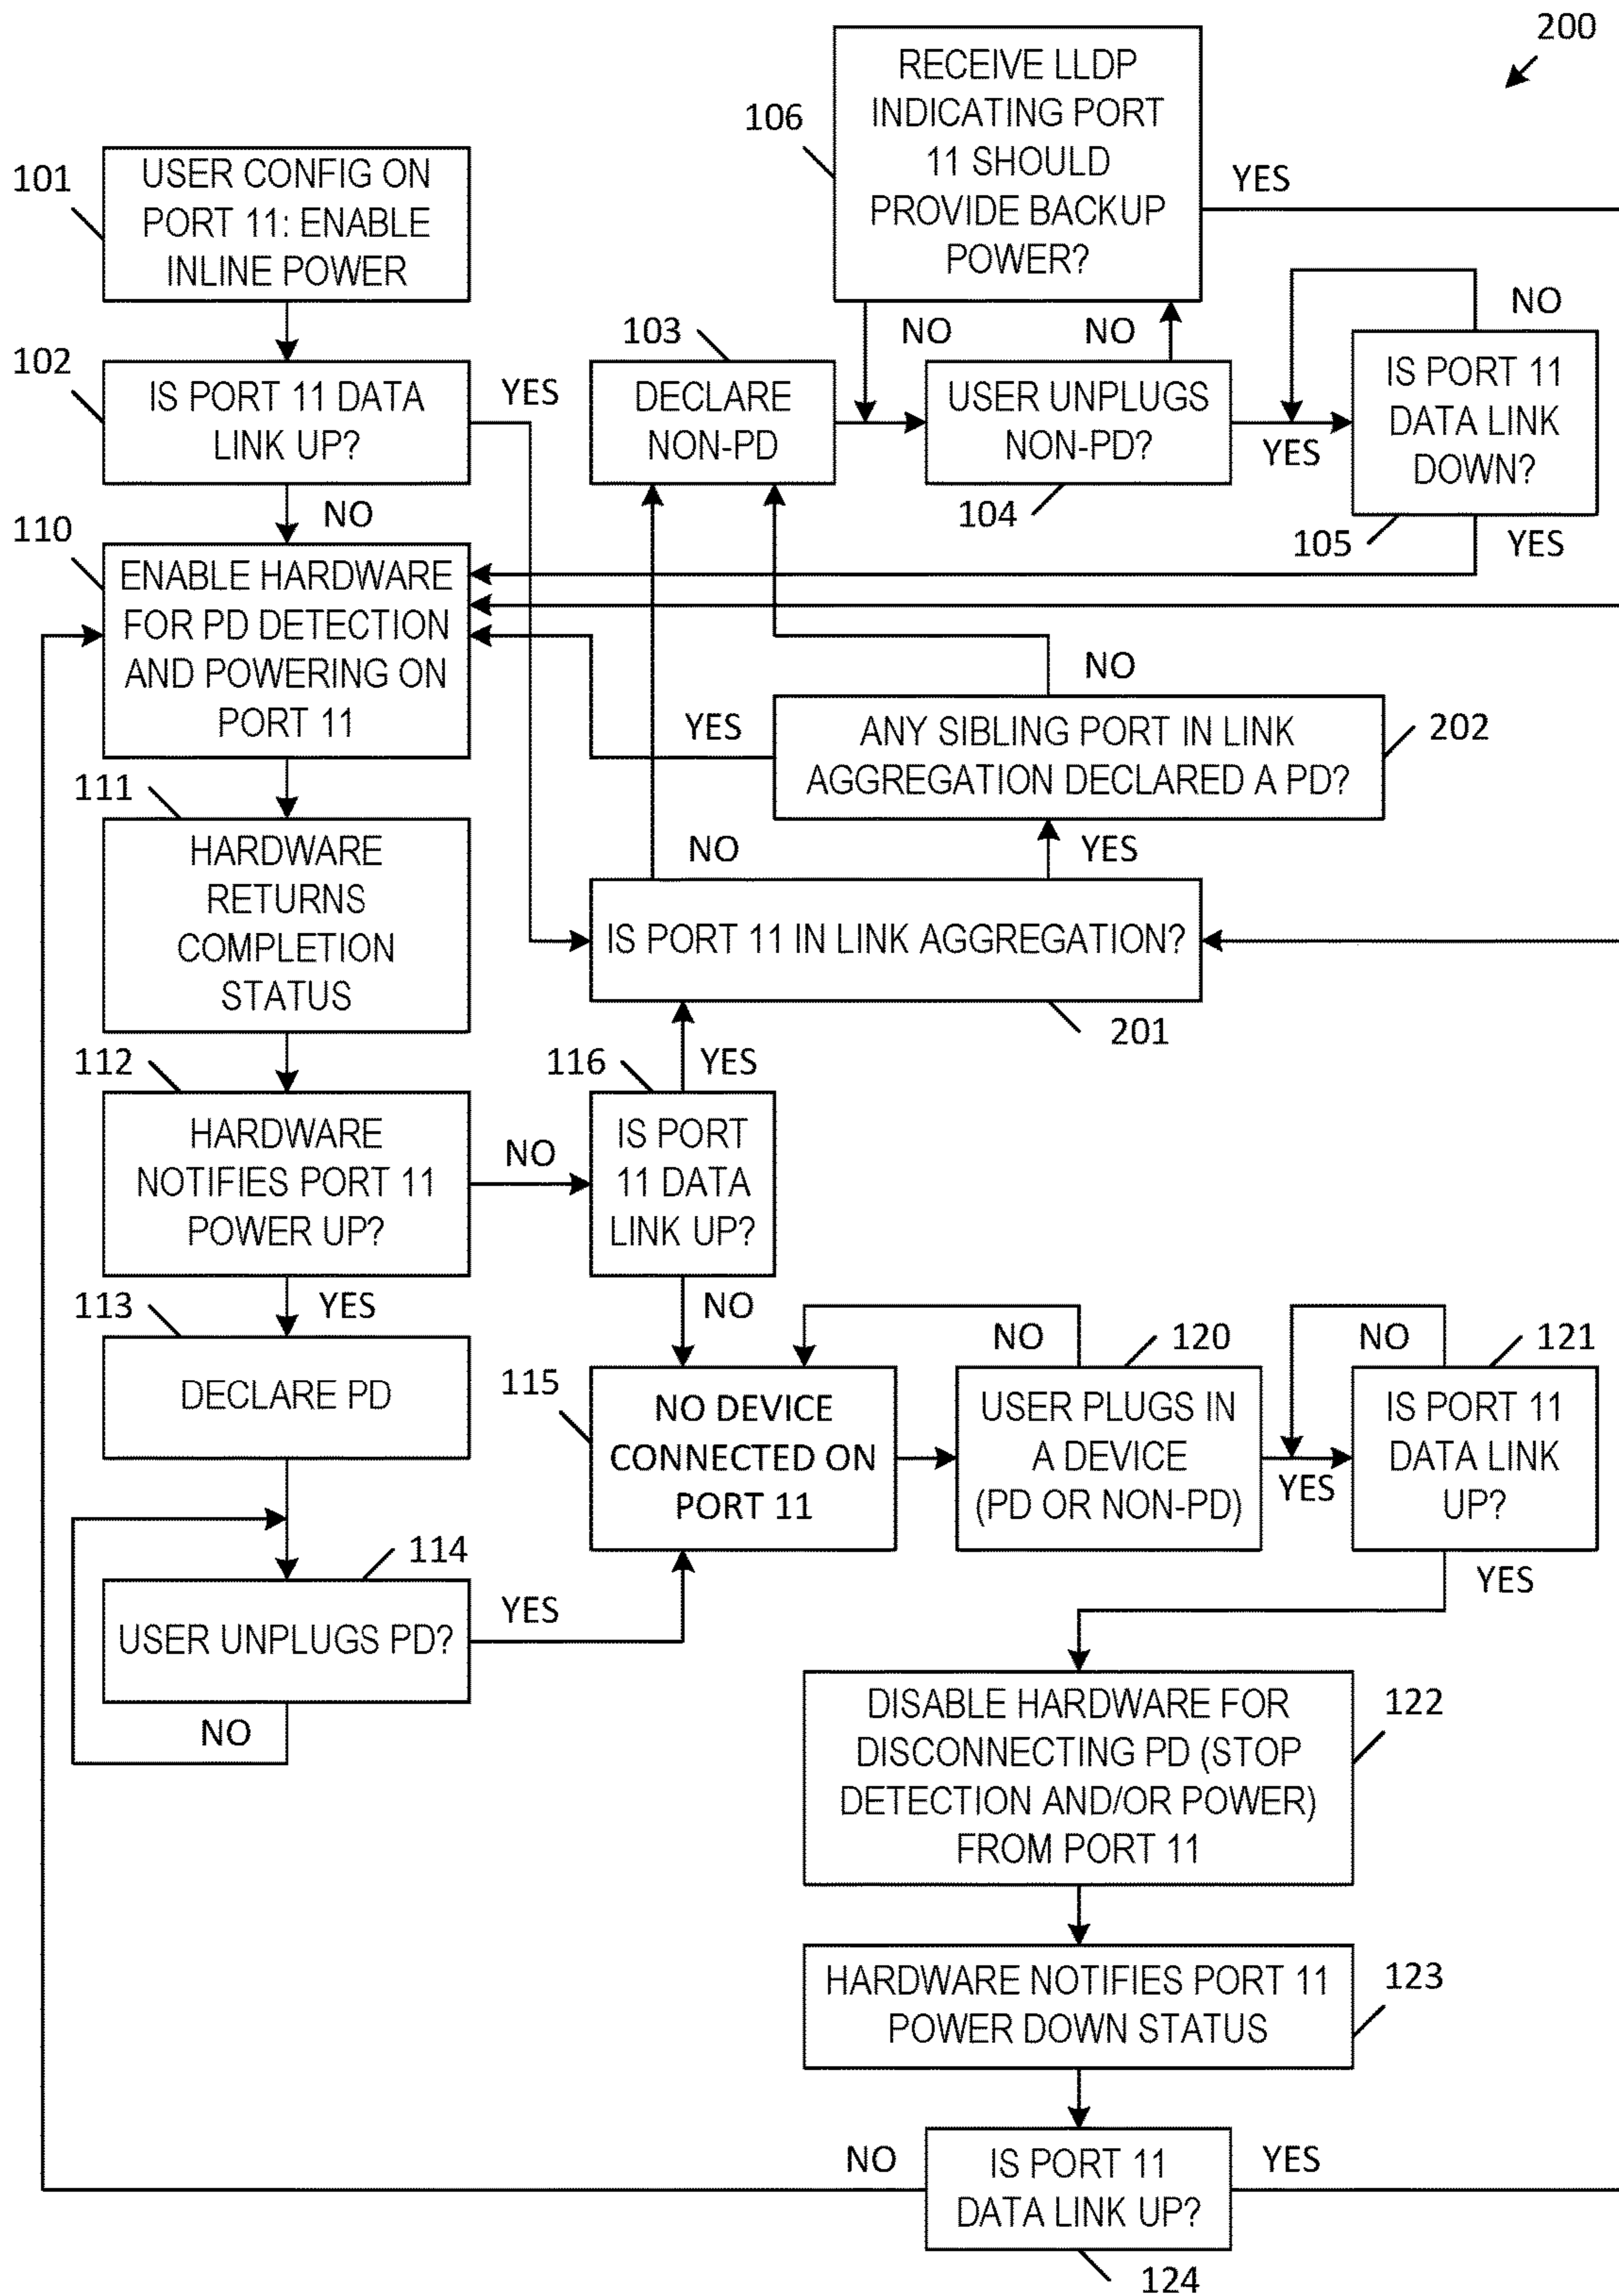 200
RECEIVE LLDP
INDICATING PORT
11 SHOULD
PROVIDE BACKUP
POWER?
106
YES
101
USER CONFIG ON
PORT 11: ENABLE
INLINE POWER
NO
NO
NO
102
IS PORT 11 DATA
LINK UP?
YES
103
DECLARE
NON-PD
USER UNPLUGS
NON-PD?
104
YES
IS PORT 11
DATA LINK
DOWN?
105
YES
NO
110
ENABLE HARDWARE
FOR PD DETECTION
AND POWERING ON
PORT 11
NO
YES
ANY SIBLING PORT IN LINK
AGGREGATION DECLARED A PD?
202
111
HARDWARE
RETURNS
COMPLETION
STATUS
NO
YES
IS PORT 11 IN LINK AGGREGATION?
201
112
HARDWARE
NOTIFIES PORT 11
POWER UP?
NO
116
YES
IS PORT
11 DATA
LINK UP?
NO
YES
113
DECLARE PD
115
NO DEVICE
CONNECTED ON
PORT 11
NO
120
USER PLUGS IN
A DEVICE
(PD OR NON-PD)
YES
NO
121
IS PORT 11
DATA LINK
UP?
YES
114
USER UNPLUGS PD?
YES
NO
DISABLE HARDWARE FOR
DISCONNECTING PD (STOP
DETECTION AND/OR POWER)
FROM PORT 11
122
HARDWARE NOTIFIES PORT 11
POWER DOWN STATUS
123
NO
IS PORT 11
DATA LINK UP?
YES
124